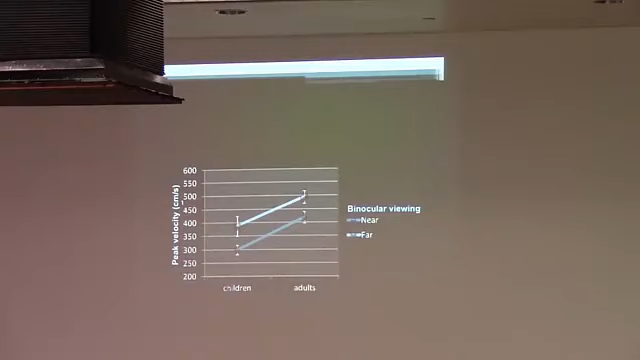 600
550
500
450
400
350
300
250
200
Peak velocity (cm/s)
children
adults
Binocular viewing
Near
Far